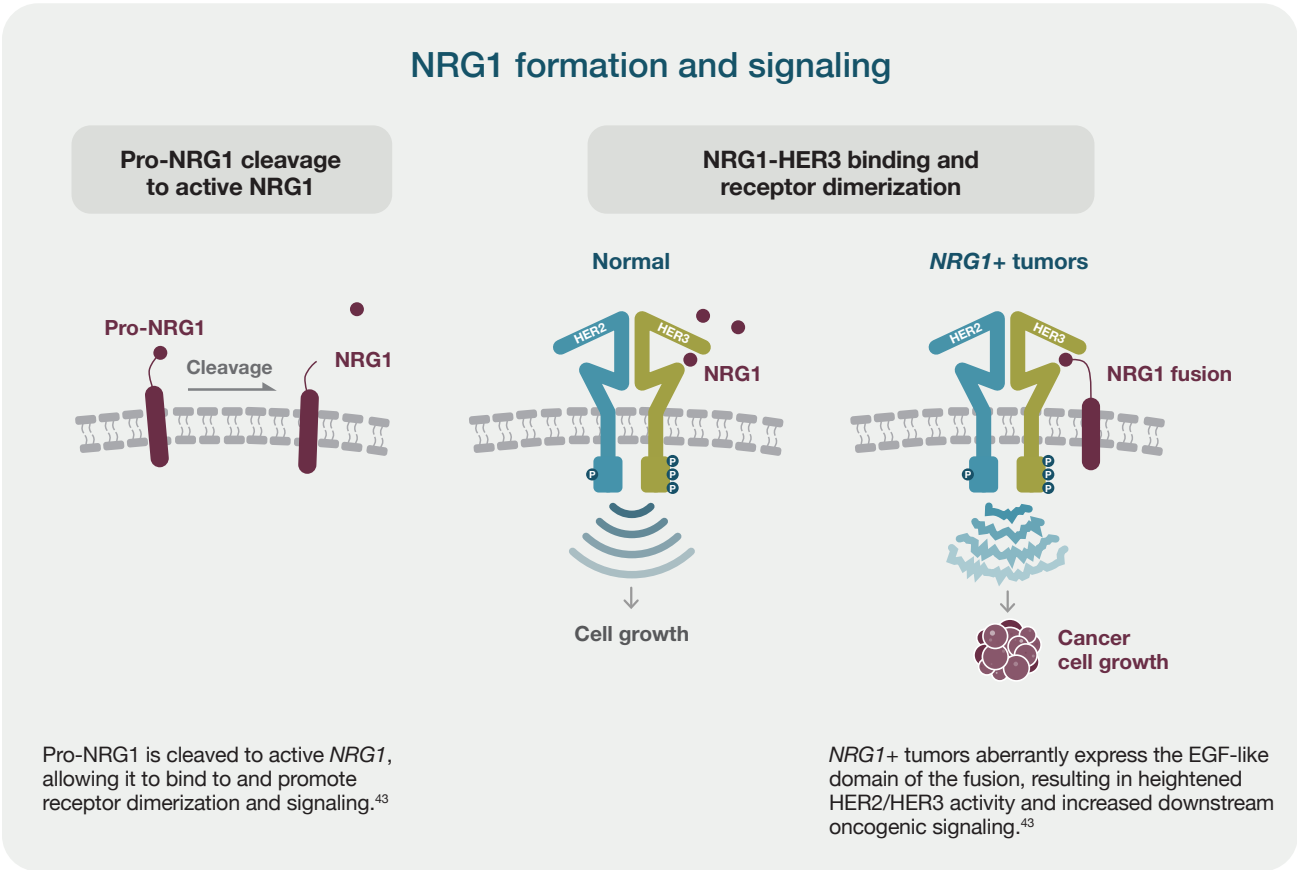 NRG1 formation and signaling
Pro-NRG1 cleavage
to active NRG1
Pro-NRG1
Cleavage
NRG1
Pro-NRG1 is cleaved to active NRG1,
allowing it to bind to and promote
receptor dimerization and signaling.43
NRG1-HER3 binding and
receptor dimerization
Normal
HER2
HER3
NRG1
P
P
P
P
Cell growth
NRG1+ tumors
HER2
HER3
NRG1 fusion
P
P
P
P
Cancer
cell growth
NRG1+ tumors aberrantly express the EGF-like
domain of the fusion, resulting in heightened
HER2/HER3 activity and increased downstream
oncogenic signaling.43